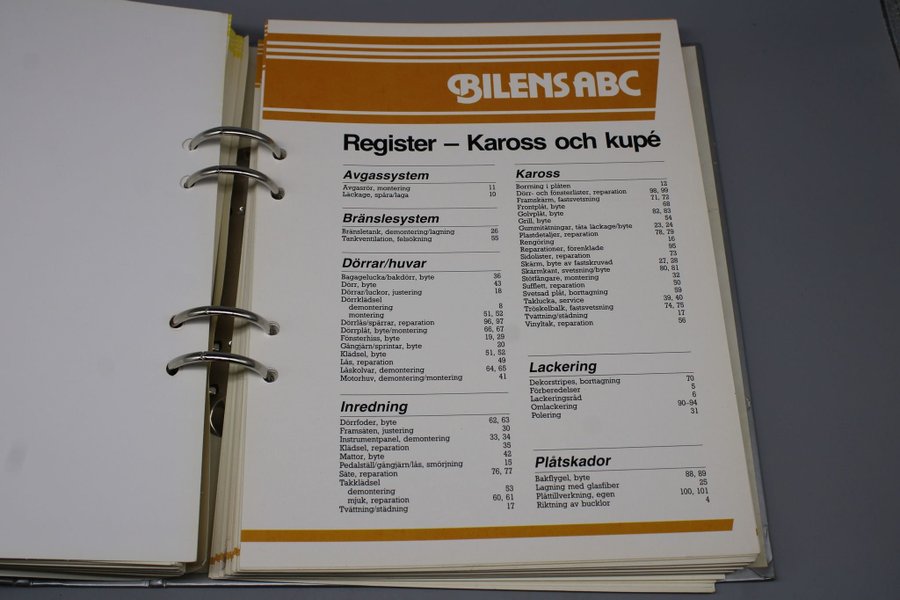 BILENS ABC
Register – Kaross och kupé
Avgassystem
Avgasrör, montering 11
Läckage, spåra/laga 10
Bränslesystem
Bränsletank, demontering/lagning 26
Tankventilation, felsökning 55
Dörrar/huvar
Bagagelucka/bakdörr, byte 36
Dörr, byte 43
Dörrar/luckor, justering 18
Dörrklädsel
demontering 8
montering 51, 52
Dörrlås/spärrar, reparation 96, 97
Dörrplåt, byte/montering 66, 67
Fönsterhiss, byte 19, 29
Gångjärn/sprintar, byte 20
Klädsel, byte 51, 52
Lås, reparation 49
Låskolvar, demontering 64, 65
Motorhuv, demontering/montering 41
Inredning
Dörrfoder, byte 62, 63
Framsäten, justering 30
Instrumentpanel, demontering 33, 34
Klädsel, reparation 35
Mattor, byte 42
Pedalställ/gångjärn/lås, smörjning 15
Säte, reparation 76, 77
Takklädsel
demontering 53
mjuk, reparation 60, 61
Tvättning/städning 17
Kaross
Borrning i plåten 13
Dörr- och fönsterlister, reparation 98, 99
Framskärm, fastsvetsning 71, 72
Frontplåt, byte 68
Golvplåt, byte 82, 83
Grill, byte 54
Gummitätningar, täta läckage/byte 23, 24
Plastdetaljer, reparation 78, 79
Rengöring 16
Reparationer, förenklade 95
Sidolister, reparation 73
Skärm, byte av fastskruvad 27, 28
Skärmkant, svetsning/byte 80, 81
Stötfångare, montering 32
Sufflett, reparation 50
Svetsad plåt, borttagning 59
Taklucka, service 39, 40
Tröskelbalk, fastsvetsning 74, 75
Tvättning/städning 17
Vinyltak, reparation 56
Lackering
Dekorstripes, borttagning 70
Förberedelser 5
Lackeringsråd 6
Omlackering 90–94
Polering 31
Plåtskador
Bakflygel, byte 88, 89
Lagning med glasfiber 25
Plåttillverkning, egen 100, 101
Riktning av bucklor 4